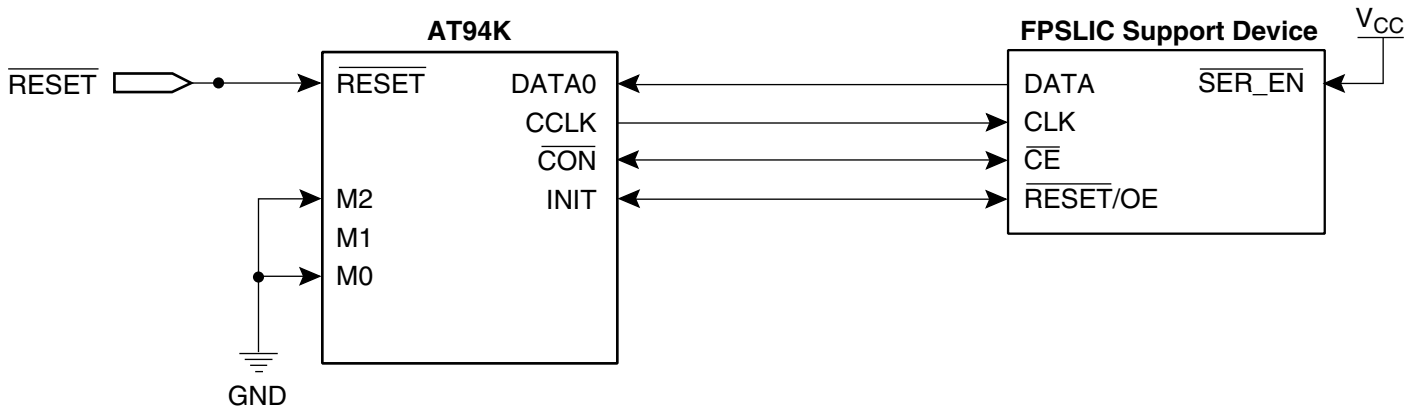 AT94K
FPSLIC Support Device
VCC
RESET
RESET
DATA0
DATA
SER_EN
CCLK
CLK
CON
CE
M2
INIT
RESET/OE
M1
M0
GND